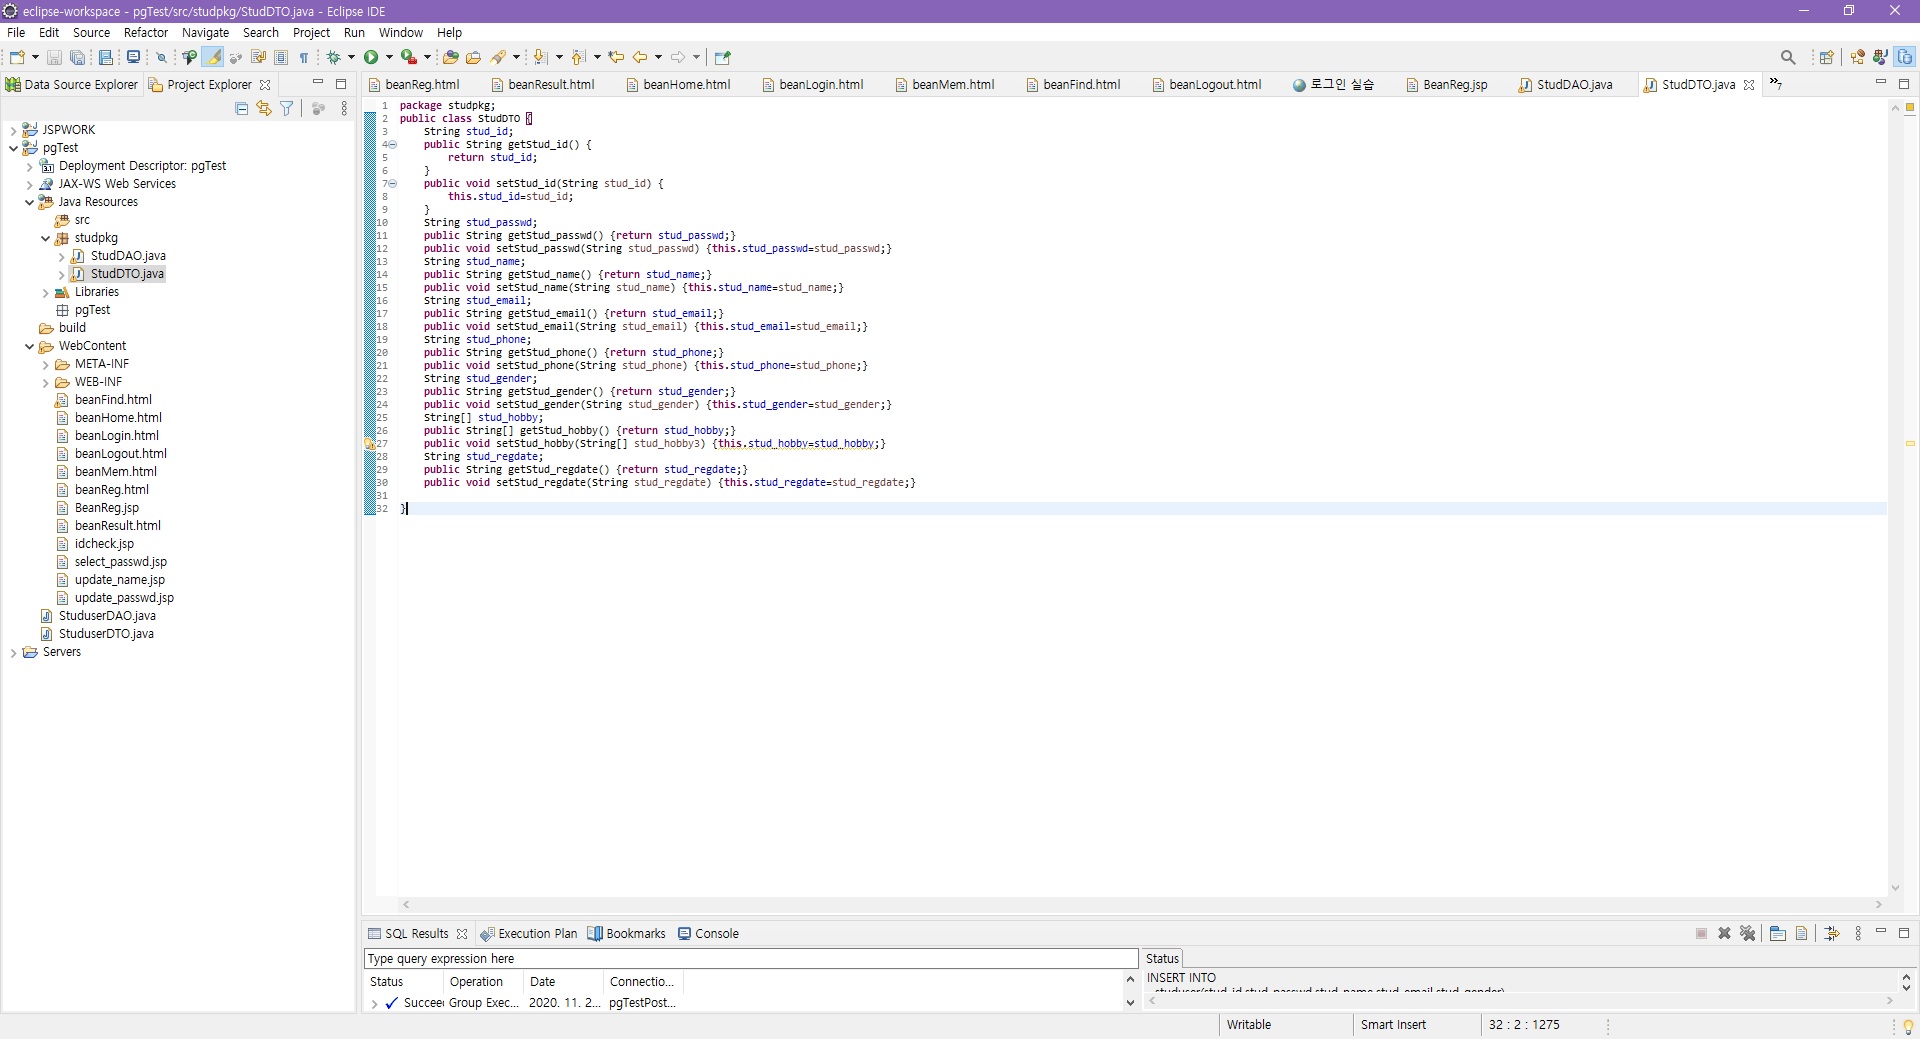 eclipse-workspace - pgTest/src/studpkg/StudDTO.java - Eclipse IDE
File Edit Source Refactor Navigate Search Project Run Window Help
Data Source Explorer Project Explorer
beanReg.html beanResult.html beanHome.html beanLogin.html beanMem.html beanFind.html beanLogout.html 로그인 실습 BeanReg.jsp StudDAO.java StudDTO.java »7
JSPWORK
pgTest
Deployment Descriptor: pgTest
JAX-WS Web Services
Java Resources
src
studpkg
StudDAO.java
StudDTO.java
Libraries
pgTest
build
WebContent
META-INF
WEB-INF
beanFind.html
beanHome.html
beanLogin.html
beanLogout.html
beanMem.html
beanReg.html
BeanReg.jsp
beanResult.html
idcheck.jsp
select_passwd.jsp
update_name.jsp
update_passwd.jsp
StuduserDAO.java
StuduserDTO.java
Servers
1 package studpkg;
2 public class StudDTO {
3 String stud_id;
4 public String getStud_id() {
5 return stud_id;
6 }
7 public void setStud_id(String stud_id) {
8 this.stud_id=stud_id;
9 }
10 String stud_passwd;
11 public String getStud_passwd() {return stud_passwd;}
12 public void setStud_passwd(String stud_passwd) {this.stud_passwd=stud_passwd;}
13 String stud_name;
14 public String getStud_name() {return stud_name;}
15 public void setStud_name(String stud_name) {this.stud_name=stud_name;}
16 String stud_email;
17 public String getStud_email() {return stud_email;}
18 public void setStud_email(String stud_email) {this.stud_email=stud_email;}
19 String stud_phone;
20 public String getStud_phone() {return stud_phone;}
21 public void setStud_phone(String stud_phone) {this.stud_phone=stud_phone;}
22 String stud_gender;
23 public String getStud_gender() {return stud_gender;}
24 public void setStud_gender(String stud_gender) {this.stud_gender=stud_gender;}
25 String[] stud_hobby;
26 public String[] getStud_hobby() {return stud_hobby;}
27 public void setStud_hobby(String[] stud_hobby3) {this.stud_hobby=stud_hobby;}
28 String stud_regdate;
29 public String getStud_regdate() {return stud_regdate;}
30 public void setStud_regdate(String stud_regdate) {this.stud_regdate=stud_regdate;}
31
32 }
SQL Results Execution Plan Bookmarks Console
Type query expression here
Status
Status Operation Date Connectio...
Succee Group Exec... 2020. 11. 2... pgTestPost...
INSERT INTO
studuser(stud_id,stud_passwd,stud_name,stud_email,stud_gender)
Writable Smart Insert 32 : 2 : 1275